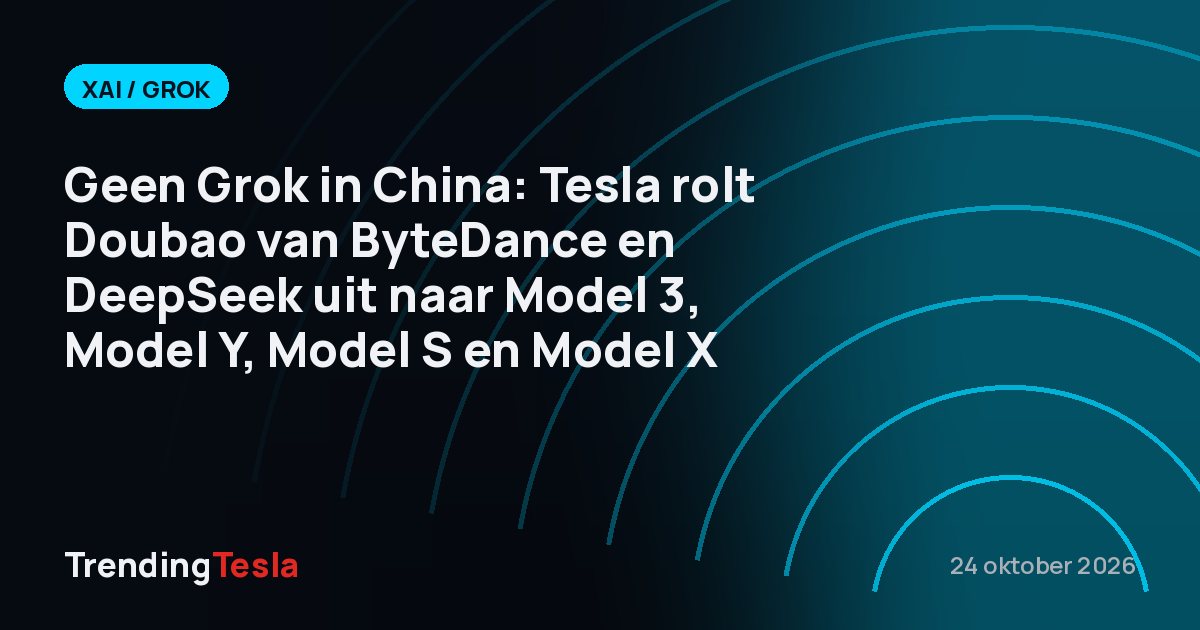 XAI / GROK
Geen Grok in China: Tesla rolt
Doubao van ByteDance en
DeepSeek uit naar Model 3,
Model Y, Model S en Model X
TrendingTesla
24 oktober 2026